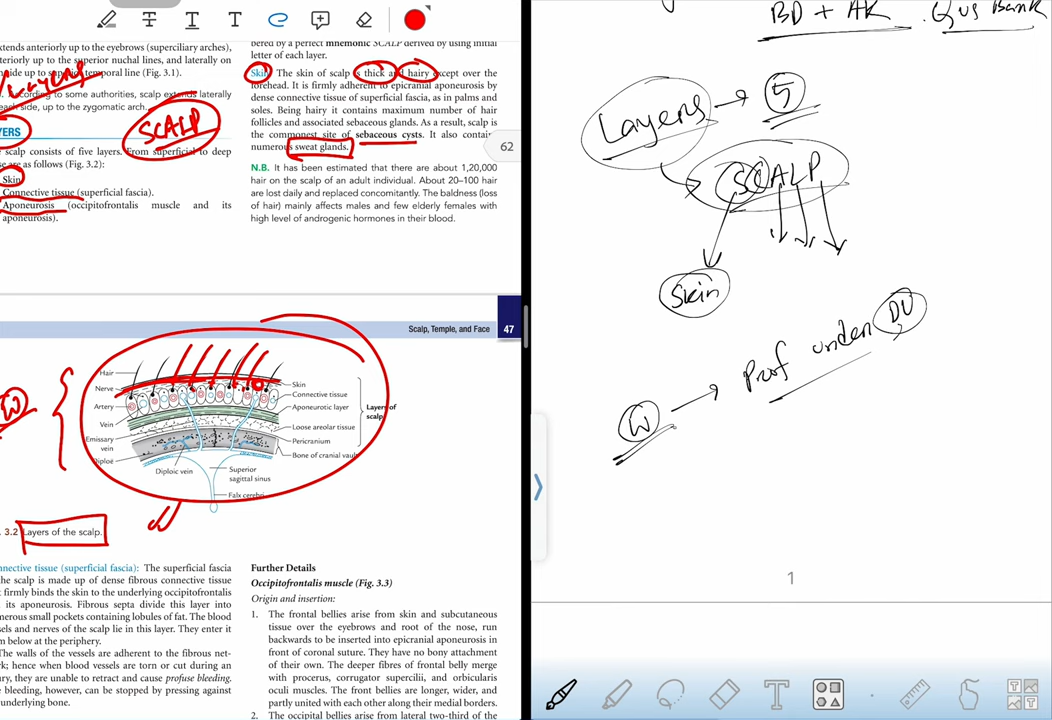 xtends anteriorly up to the eyebrows (superciliary arches),
teriorly up to the superior nuchal lines, and laterally on
side up to temporal line (Fig. 3.1).
According to some authorities, scalp extends laterally
side, up to the zygomatic arch.
Layers
SCALP
YERS
scalp consists of five layers. From superficial to deep
se are as follows (Fig. 3.2):
Skin
Connective tissue (superficial fascia).
Aponeurosis (occipitofrontalis muscle and its
aponeurosis).
bered by a perfect mnemonic SCALP derived by using initial
letter of each layer.
Skin: The skin of scalp is thick and hairy except over the
forehead. It is firmly adherent to epicranial aponeurosis by
dense connective tissue of superficial fascia, as in palms and
soles. Being hairy it contains maximum number of hair
follicles and associated sebaceous glands. As a result, scalp is
the commonest site of sebaceous cysts. It also contain
numerous sweat glands.
62
N.B. It has been estimated that there are about 1,20,000
hair on the scalp of an adult individual. About 20–100 hair
are lost daily and replaced concomitantly. The baldness (loss
of hair) mainly affects males and few elderly females with
high level of androgenic hormones in their blood.
Scalp, Temple, and Face 47
Hair
Nerve
Artery
Vein
Emissary
vein
Diploë
Diploic vein
Skin
Connective tissue
Aponeurotic layer
Loose areolar tissue
Pericranium
Bone of cranial vault
Layers of
scalp
Superior
sagittal sinus
Falx cerebri
3.2 Layers of the scalp.
nnective tissue (superficial fascia): The superficial fascia
the scalp is made up of dense fibrous connective tissue
firmly binds the skin to the underlying occipitofrontalis
its aponeurosis. Fibrous septa divide this layer into
merous small pockets containing lobules of fat. The blood
sels and nerves of the scalp lie in this layer. They enter it
m below at the periphery.
The walls of the vessels are adherent to the fibrous net-
rk; hence when blood vessels are torn or cut during an
ury, they are unable to retract and cause profuse bleeding.
e bleeding, however, can be stopped by pressing against
underlying bone.
Further Details
Occipitofrontalis muscle (Fig. 3.3)
Origin and insertion:
1. The frontal bellies arise from skin and subcutaneous
tissue over the eyebrows and root of the nose, run
backwards to be inserted into epicranial aponeurosis in
front of coronal suture. They have no bony attachment
of their own. The deeper fibres of frontal belly merge
with procerus, corrugator supercilii, and orbicularis
oculi muscles. The front bellies are longer, wider, and
partly united with each other along their medial borders.
2. The occipital bellies arise from lateral two-third of the
BD + AK . Qus Bank
Layers → 5
SCALP
Skin
W → Prof under DU
1